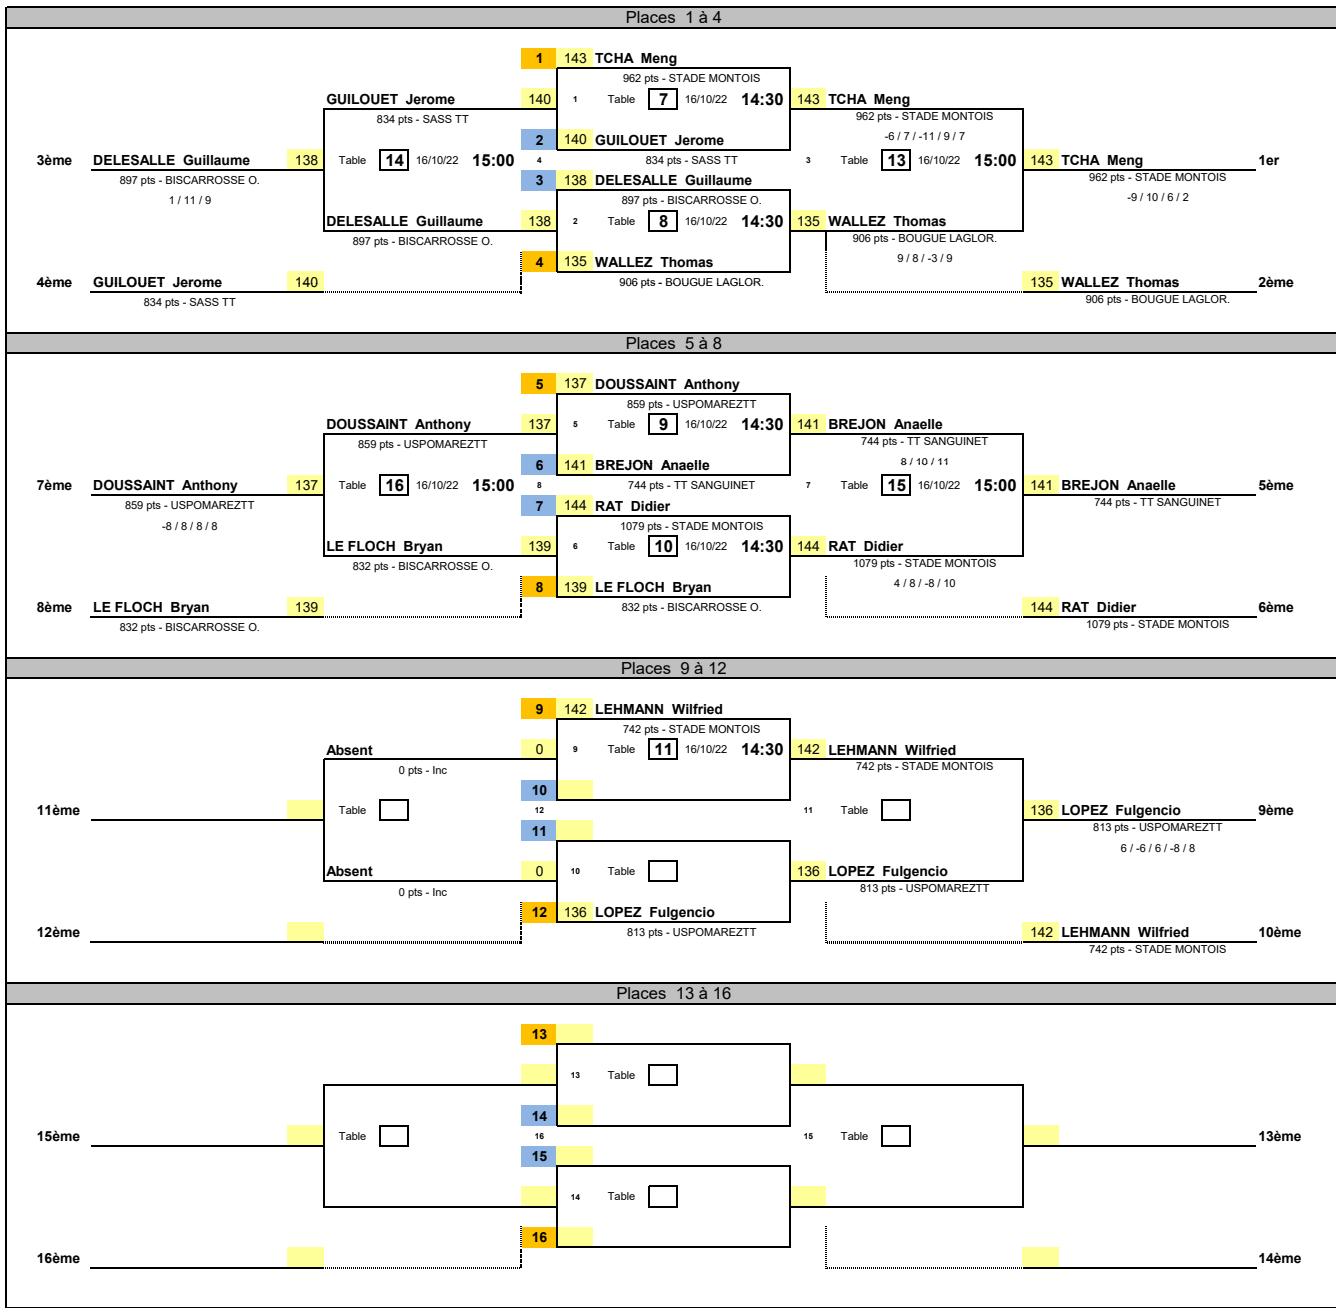 Places 1 à 4
1 143 TCHA Meng
962 pts - STADE MONTOIS
GUILOUET Jerome 140 1 Table 7 16/10/22 14:30 143 TCHA Meng
834 pts - SASS TT 962 pts - STADE MONTOIS
-6 / 7 / -11 / 9 / 7
2 140 GUILOUET Jerome
3ème DELESALLE Guillaume 138 Table 14 16/10/22 15:00 4 834 pts - SASS TT 3 Table 13 16/10/22 15:00 143 TCHA Meng 1er
897 pts - BISCARROSSE O. 3 138 DELESALLE Guillaume 962 pts - STADE MONTOIS
1 / 11 / 9 897 pts - BISCARROSSE O. -9 / 10 / 6 / 2
DELESALLE Guillaume 138 2 Table 8 16/10/22 14:30 135 WALLEZ Thomas
897 pts - BISCARROSSE O. 906 pts - BOUGUE LAGLOR.
4 135 WALLEZ Thomas 9 / 8 / -3 / 9
4ème GUILOUET Jerome 140 906 pts - BOUGUE LAGLOR. 135 WALLEZ Thomas 2ème
834 pts - SASS TT 906 pts - BOUGUE LAGLOR.
Places 5 à 8
5 137 DOUSSAINT Anthony
859 pts - USPOMAREZTT
DOUSSAINT Anthony 137 5 Table 9 16/10/22 14:30 141 BREJON Anaelle
859 pts - USPOMAREZTT 744 pts - TT SANGUINET
6 141 BREJON Anaelle 8 / 10 / 11
7ème DOUSSAINT Anthony 137 Table 16 16/10/22 15:00 8 744 pts - TT SANGUINET 7 Table 15 16/10/22 15:00 141 BREJON Anaelle 5ème
859 pts - USPOMAREZTT 7 144 RAT Didier 744 pts - TT SANGUINET
-8 / 8 / 8 / 8 1079 pts - STADE MONTOIS
LE FLOCH Bryan 139 6 Table 10 16/10/22 14:30 144 RAT Didier
832 pts - BISCARROSSE O. 1079 pts - STADE MONTOIS
8 139 LE FLOCH Bryan 4 / 8 / -8 / 10
8ème LE FLOCH Bryan 139 832 pts - BISCARROSSE O. 144 RAT Didier 6ème
832 pts - BISCARROSSE O. 1079 pts - STADE MONTOIS
Places 9 à 12
9 142 LEHMANN Wilfried
742 pts - STADE MONTOIS
Absent 0 9 Table 11 16/10/22 14:30 142 LEHMANN Wilfried
0 pts - Inc 742 pts - STADE MONTOIS
10
11ème Table 12 11 Table 136 LOPEZ Fulgencio 9ème
11 813 pts - USPOMAREZTT
6 / -6 / 6 / -8 / 8
Absent 0 10 Table 136 LOPEZ Fulgencio
0 pts - Inc 813 pts - USPOMAREZTT
12 136 LOPEZ Fulgencio
12ème 813 pts - USPOMAREZTT 142 LEHMANN Wilfried 10ème
742 pts - STADE MONTOIS
Places 13 à 16
13
13 Table
14
15ème Table 16 15 Table 13ème
15
14 Table
16
16ème 14ème